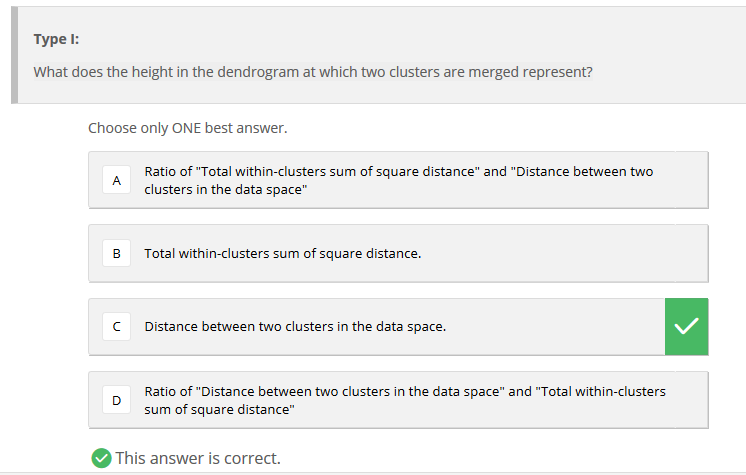 Type I:
What does the height in the dendrogram at which two clusters are merged represent?
Choose only ONE best answer.
A
Ratio of "Total within-clusters sum of square distance" and "Distance between two
clusters in the data space"
B
Total within-clusters sum of square distance.
C
Distance between two clusters in the data space.
D
Ratio of "Distance between two clusters in the data space" and "Total within-clusters
sum of square distance"
This answer is correct.